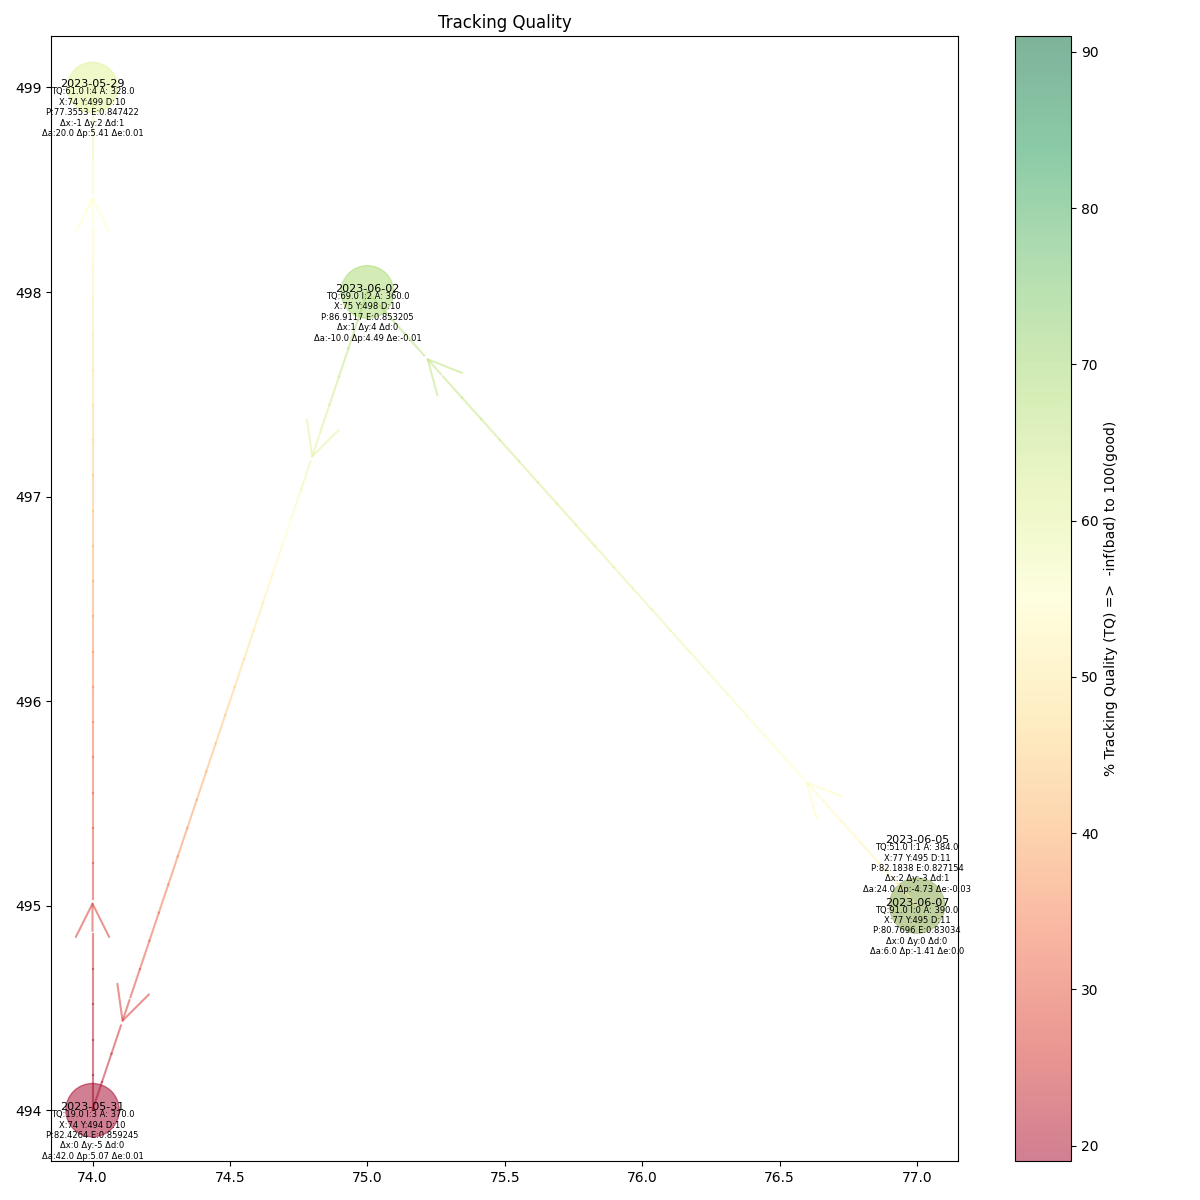 Tracking Quality
499
498
497
496
495
494
2023-05-29
TQ:61.0 I:4 A: 328.0
X:74 Y:499 D:10
P:77.3553 E:0.847422
Δx:-1 Δy:2 Δd:1
Δa:20.0 Δp:5.41 Δe:0.01
2023-06-02
TQ:69.0 I:2 A: 360.0
X:75 Y:498 D:10
P:86.9117 E:0.853205
Δx:1 Δy:4 Δd:0
Δa:-10.0 Δp:4.49 Δe:-0.01
2023-06-05
TQ:51.0 I:1 A: 384.0
X:77 Y:495 D:11
P:82.1838 E:0.827154
Δx:2 Δy:-3 Δd:1
Δa:24.0 Δp:-4.73 Δe:-0.03
2023-06-07
TQ:91.0 I:0 A: 390.0
X:77 Y:495 D:11
P:80.7696 E:0.83034
Δx:0 Δy:0 Δd:0
Δa:6.0 Δp:-1.41 Δe:0.0
2023-05-31
TQ:19.0 I:3 A: 370.0
X:74 Y:494 D:10
P:82.4264 E:0.859245
Δx:0 Δy:-5 Δd:0
Δa:42.0 Δp:5.07 Δe:0.01
74.0 74.5 75.0 75.5 76.0 76.5 77.0
90
80
70
60
50
40
30
20
% Tracking Quality (TQ) => -inf(bad) to 100(good)